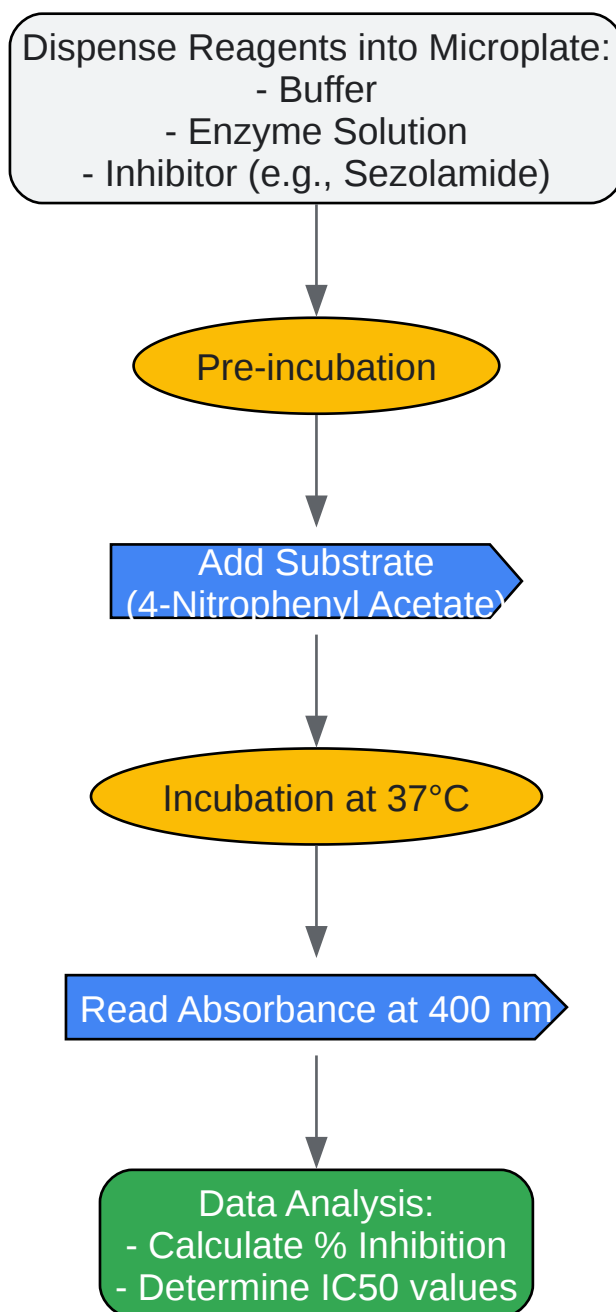 Dispense Reagents into Microplate:
- Buffer
- Enzyme Solution
- Inhibitor (e.g., Sezolamide)
Pre-incubation
Add Substrate
(4-Nitrophenyl Acetate)
Incubation at 37°C
Read Absorbance at 400 nm
Data Analysis:
- Calculate % Inhibition
- Determine IC50 values